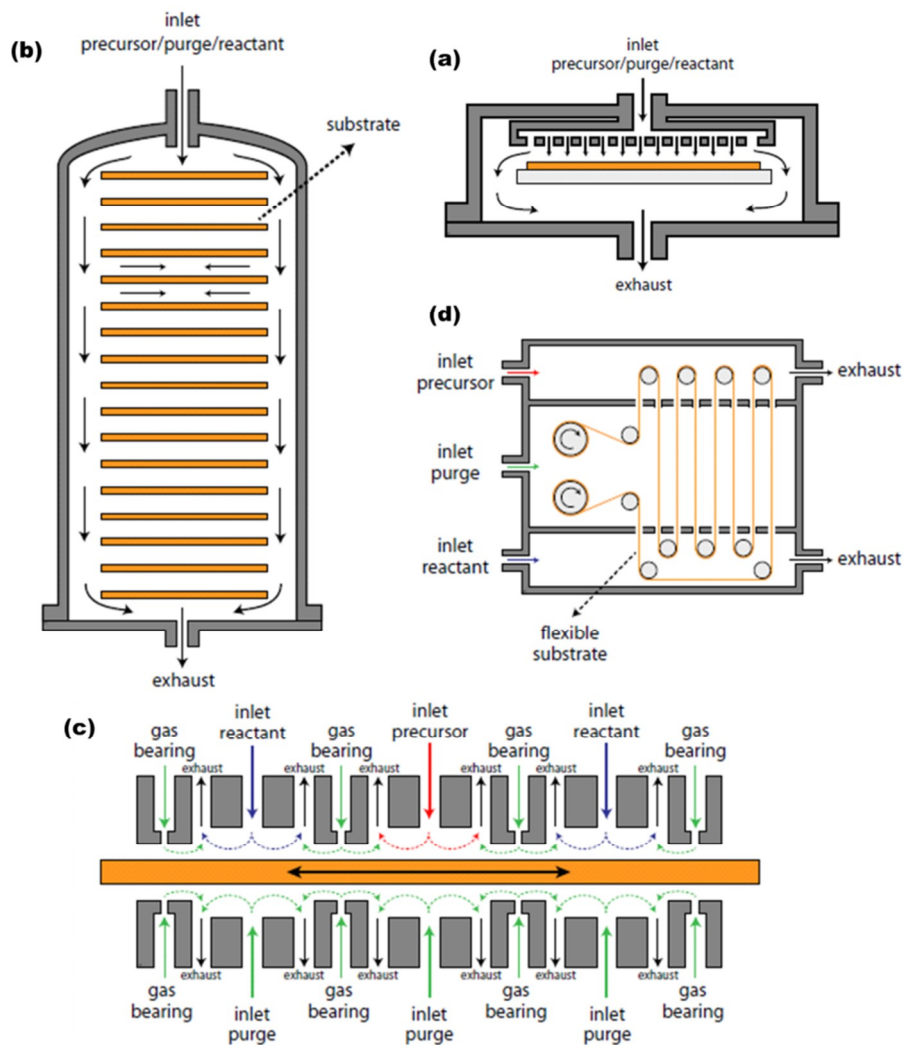 (b)
inlet
precursor/purge/reactant
substrate
exhaust
(a)
inlet
precursor/purge/reactant
exhaust
(d)
inlet
precursor
exhaust
inlet
purge
inlet
reactant
exhaust
flexible
substrate
(c)
gas
bearing
inlet
reactant
gas
bearing
inlet
precursor
gas
bearing
inlet
reactant
gas
bearing
exhaust
exhaust
exhaust
exhaust
exhaust
exhaust
exhaust
exhaust
exhaust
exhaust
exhaust
exhaust
gas
bearing
inlet
purge
gas
bearing
inlet
purge
gas
bearing
inlet
purge
gas
bearing